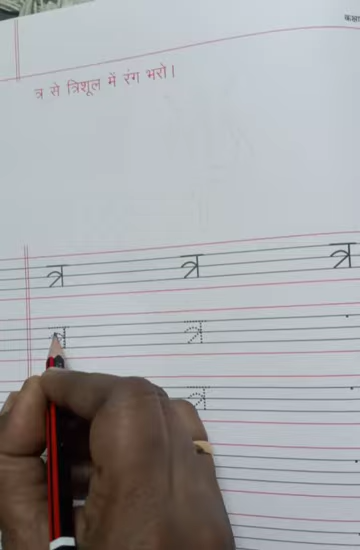 त्र से त्रिशूल में रंग भरो।
त्र त्र त्र
त्र त्र
त्र